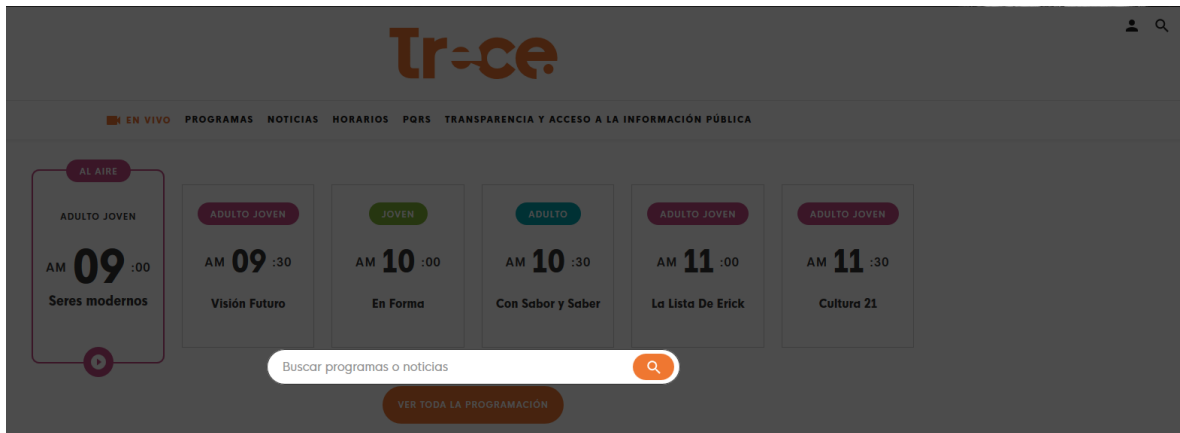 Trece
EN VIVO PROGRAMAS NOTICIAS HORARIOS PQRS TRANSPARENCIA Y ACCESO A LA INFORMACIÓN PÚBLICA
AL AIRE
ADULTO JOVEN
AM 09 :00
Seres modernos
ADULTO JOVEN
AM 09 :30
Visión Futuro
JOVEN
AM 10 :00
En Forma
ADULTO
AM 10 :30
Con Sabor y Saber
ADULTO JOVEN
AM 11 :00
La Lista De Erick
ADULTO JOVEN
AM 11 :30
Cultura 21
Buscar programas o noticias
VER TODA LA PROGRAMACIÓN